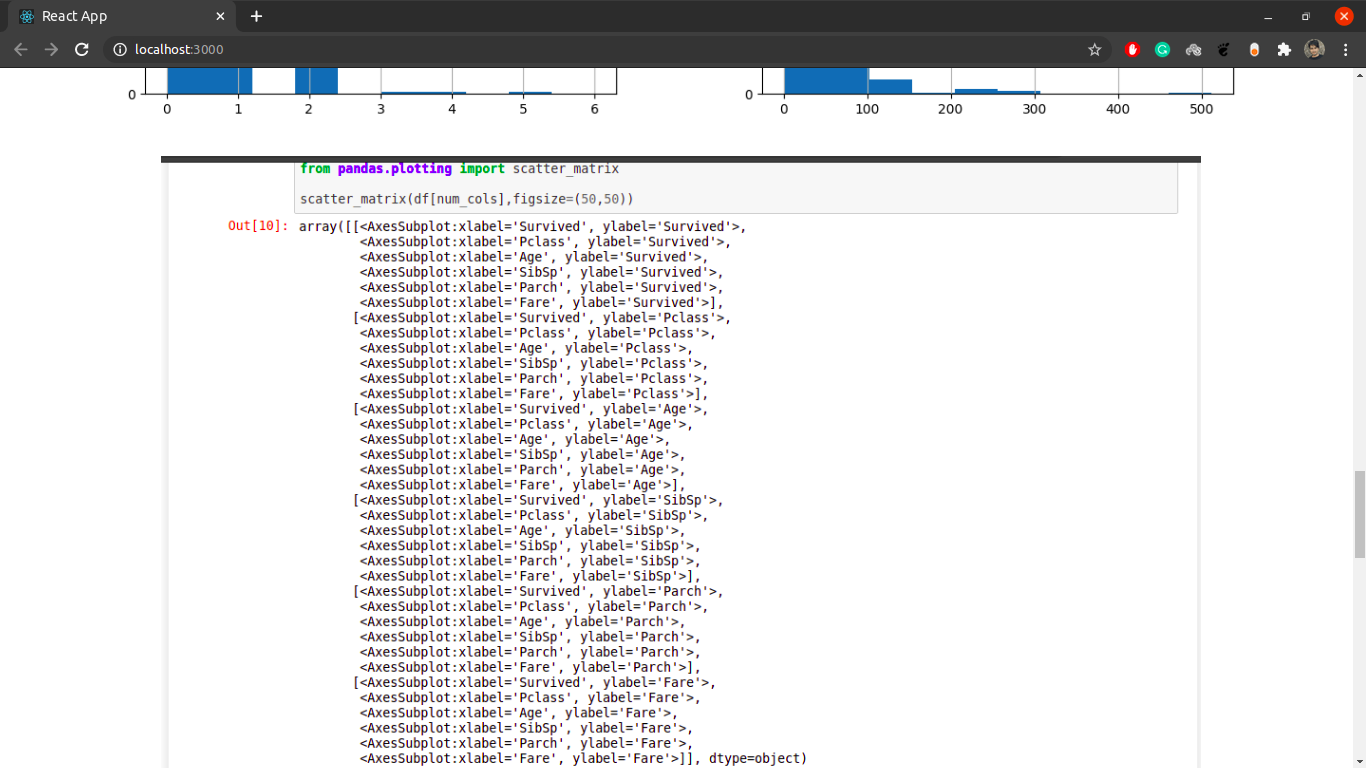 React App
localhost:3000
0
0 1 2 3 4 5 6
0
0 100 200 300 400 500
from pandas.plotting import scatter_matrix
scatter_matrix(df[num_cols],figsize=(50,50))
Out[10]: array([[<AxesSubplot:xlabel='Survived', ylabel='Survived'>,
<AxesSubplot:xlabel='Pclass', ylabel='Survived'>,
<AxesSubplot:xlabel='Age', ylabel='Survived'>,
<AxesSubplot:xlabel='SibSp', ylabel='Survived'>,
<AxesSubplot:xlabel='Parch', ylabel='Survived'>,
<AxesSubplot:xlabel='Fare', ylabel='Survived'>],
[<AxesSubplot:xlabel='Survived', ylabel='Pclass'>,
<AxesSubplot:xlabel='Pclass', ylabel='Pclass'>,
<AxesSubplot:xlabel='Age', ylabel='Pclass'>,
<AxesSubplot:xlabel='SibSp', ylabel='Pclass'>,
<AxesSubplot:xlabel='Parch', ylabel='Pclass'>,
<AxesSubplot:xlabel='Fare', ylabel='Pclass'>],
[<AxesSubplot:xlabel='Survived', ylabel='Age'>,
<AxesSubplot:xlabel='Pclass', ylabel='Age'>,
<AxesSubplot:xlabel='Age', ylabel='Age'>,
<AxesSubplot:xlabel='SibSp', ylabel='Age'>,
<AxesSubplot:xlabel='Parch', ylabel='Age'>,
<AxesSubplot:xlabel='Fare', ylabel='Age'>],
[<AxesSubplot:xlabel='Survived', ylabel='SibSp'>,
<AxesSubplot:xlabel='Pclass', ylabel='SibSp'>,
<AxesSubplot:xlabel='Age', ylabel='SibSp'>,
<AxesSubplot:xlabel='SibSp', ylabel='SibSp'>,
<AxesSubplot:xlabel='Parch', ylabel='SibSp'>,
<AxesSubplot:xlabel='Fare', ylabel='SibSp'>],
[<AxesSubplot:xlabel='Survived', ylabel='Parch'>,
<AxesSubplot:xlabel='Pclass', ylabel='Parch'>,
<AxesSubplot:xlabel='Age', ylabel='Parch'>,
<AxesSubplot:xlabel='SibSp', ylabel='Parch'>,
<AxesSubplot:xlabel='Parch', ylabel='Parch'>,
<AxesSubplot:xlabel='Fare', ylabel='Parch'>],
[<AxesSubplot:xlabel='Survived', ylabel='Fare'>,
<AxesSubplot:xlabel='Pclass', ylabel='Fare'>,
<AxesSubplot:xlabel='Age', ylabel='Fare'>,
<AxesSubplot:xlabel='SibSp', ylabel='Fare'>,
<AxesSubplot:xlabel='Parch', ylabel='Fare'>,
<AxesSubplot:xlabel='Fare', ylabel='Fare'>]], dtype=object)